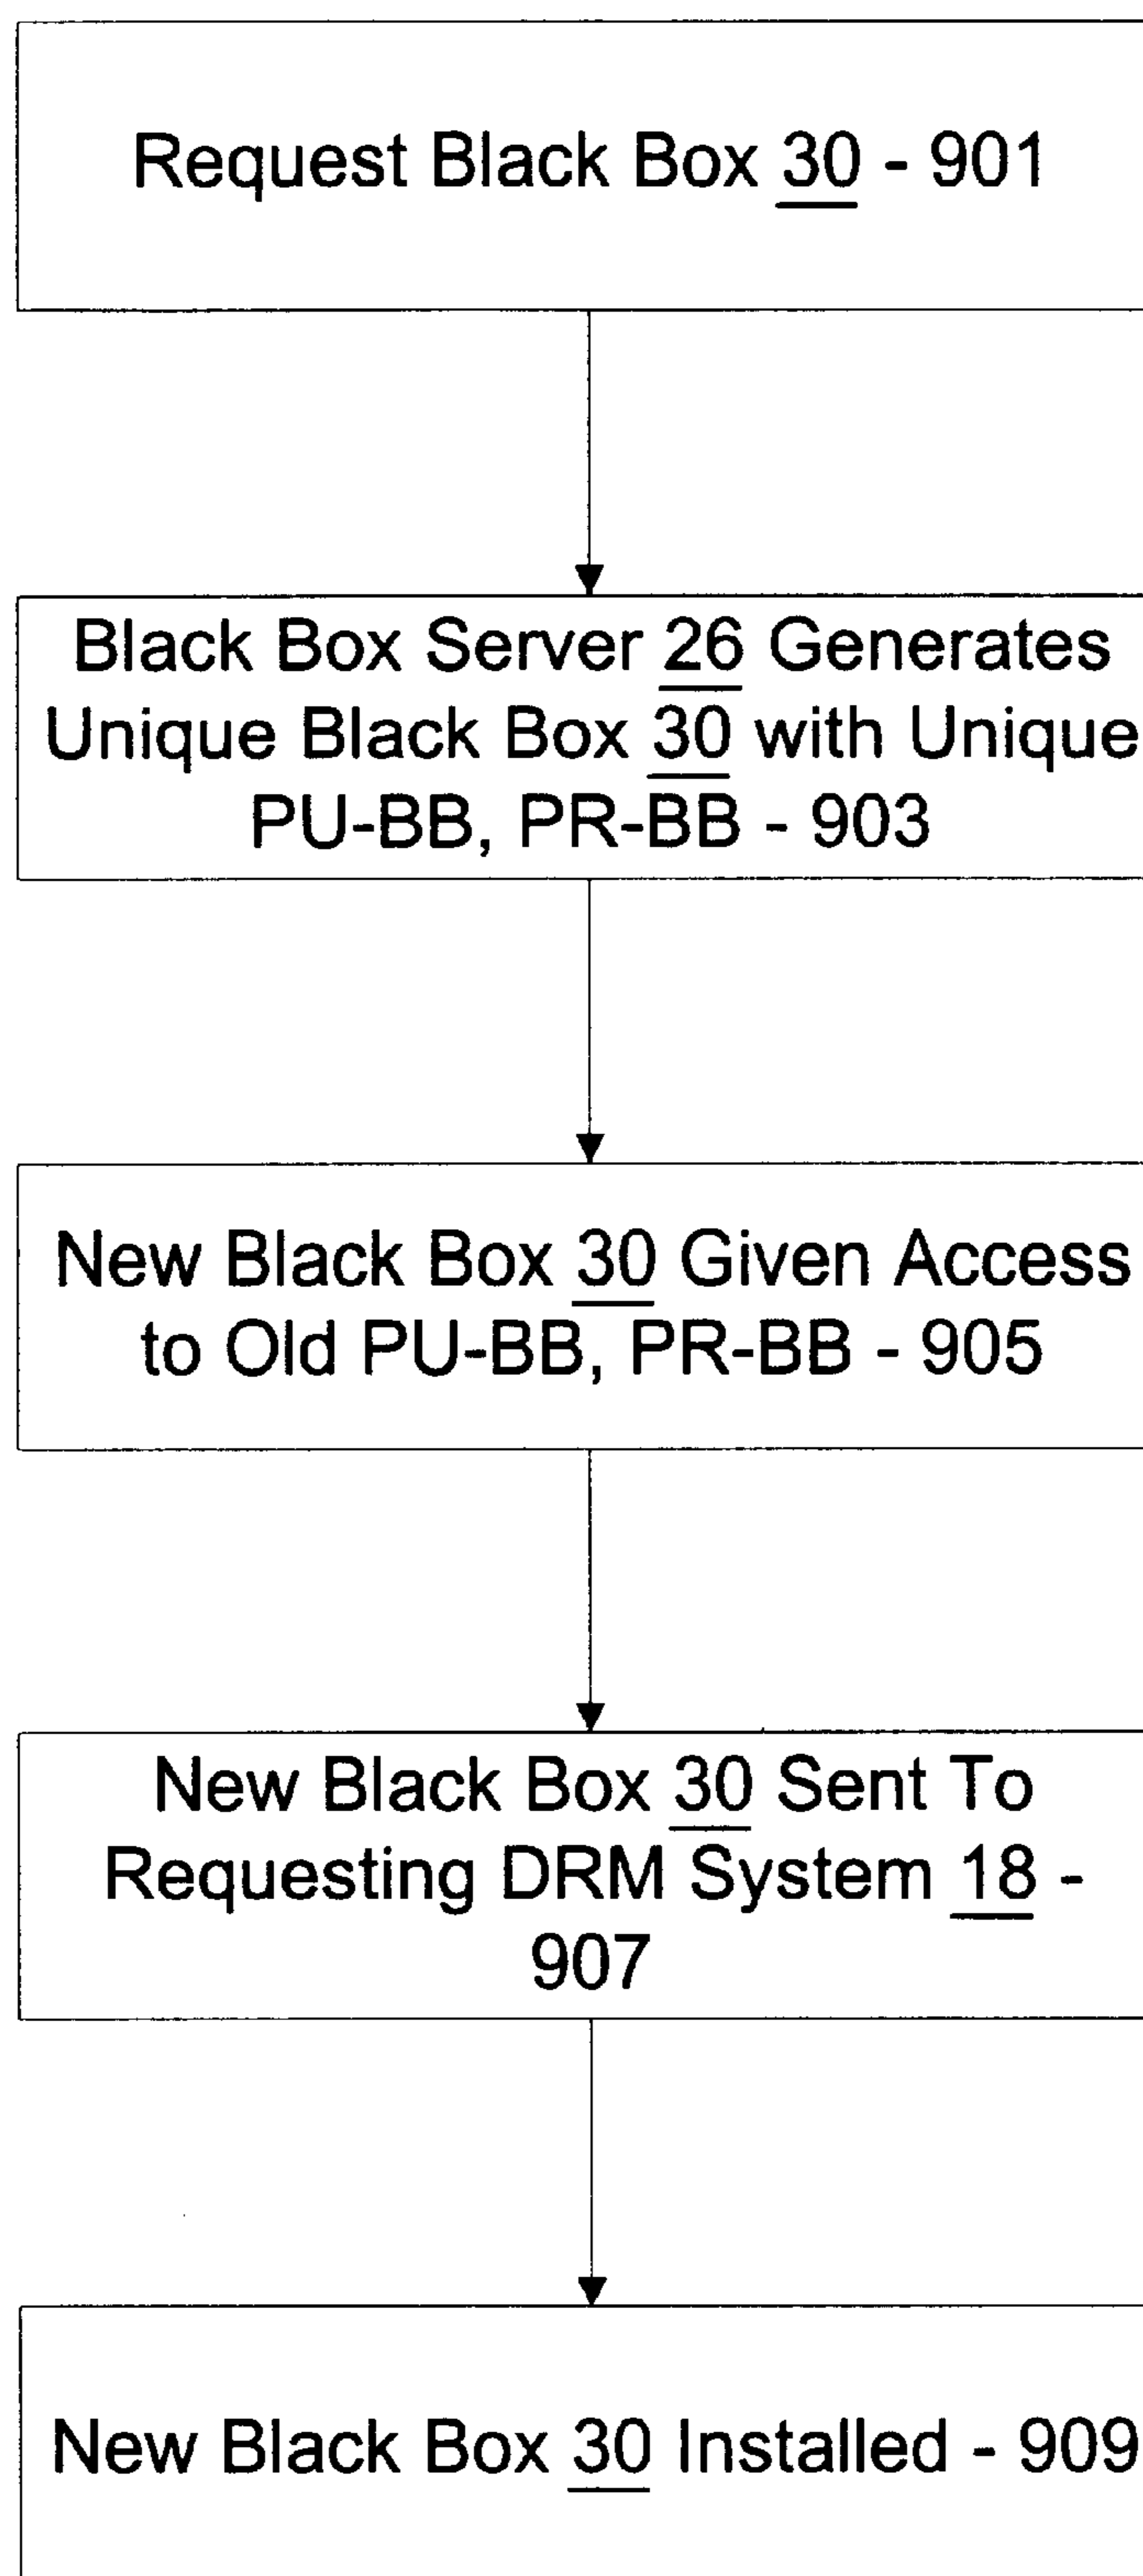 Request Black Box 30 - 901
Black Box Server 26 Generates
Unique Black Box 30 with Unique
PU-BB, PR-BB - 903
New Black Box 30 Given Access
to Old PU-BB, PR-BB - 905
New Black Box 30 Sent To
Requesting DRM System 18 -
907
New Black Box 30 Installed - 909